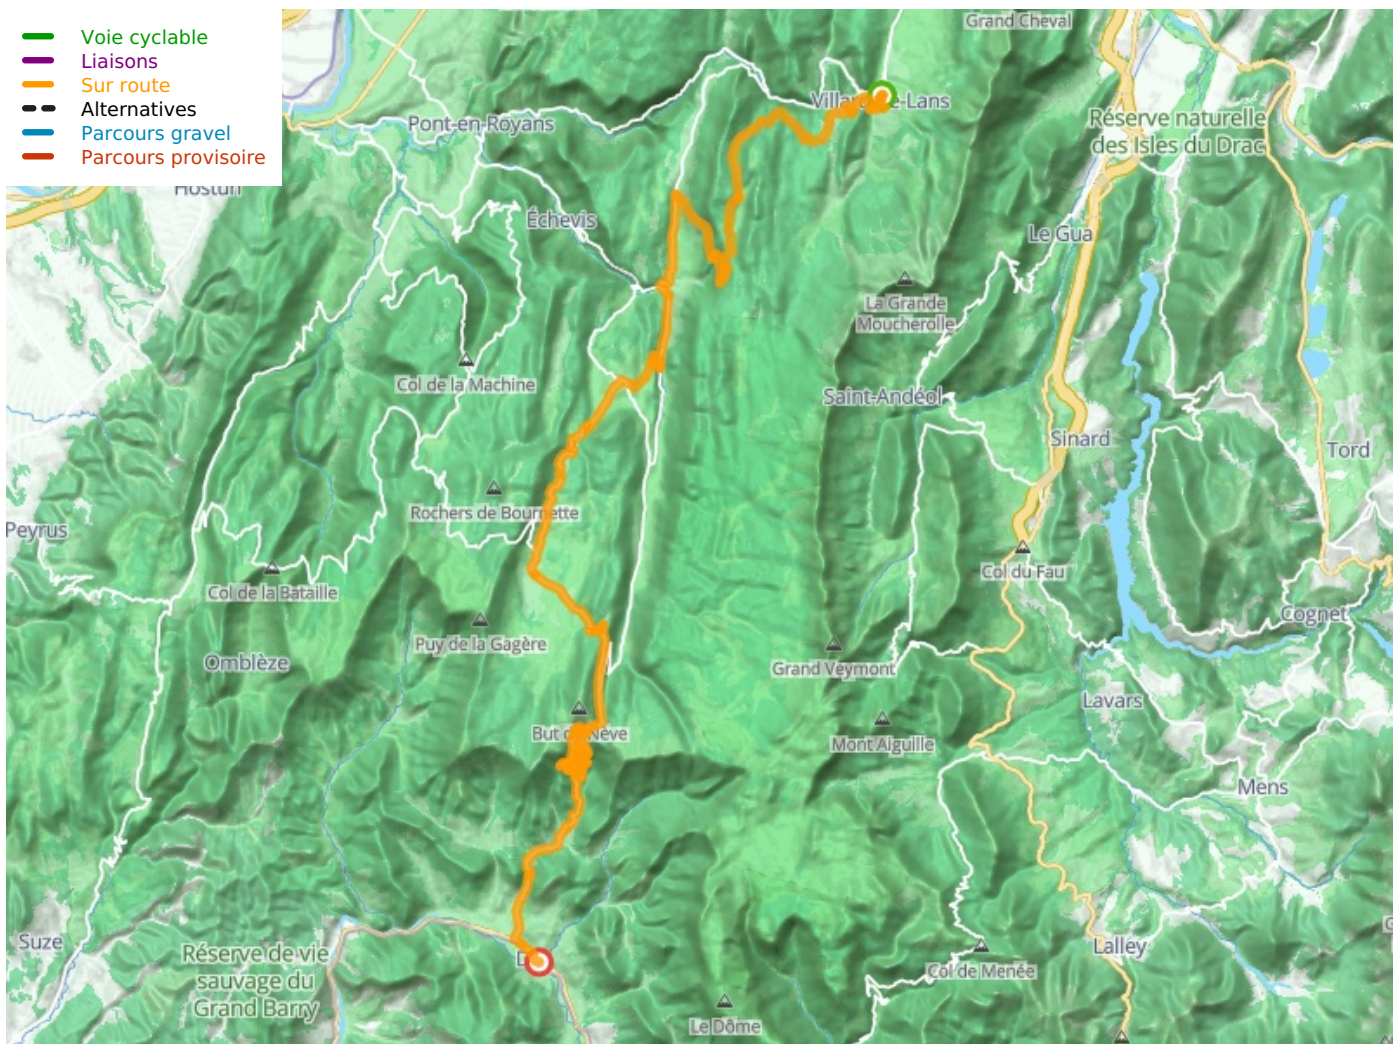 Voie cyclable
Liaisons
Sur route
Alternatives
Parcours gravel
Parcours provisoire
Grand Cheval
Pont-en-Royans
Réserve naturelle
des Isles du Drac
Échevis
Le Gua
La Grande
Moucherolle
Col de la Machine
Saint-Andéol
Sinard
Tord
Rochers de Bournette
Peyrus
Col du Fau
Col de la Bataille
Cognet
Puy de la Gagère
Omblèze
Grand Veymont
Lavars
Mont Aiguille
Mens
Suze
Réserve de vie
sauvage du
Grand Barry
Lalley
Col de Menée
Le Dôme